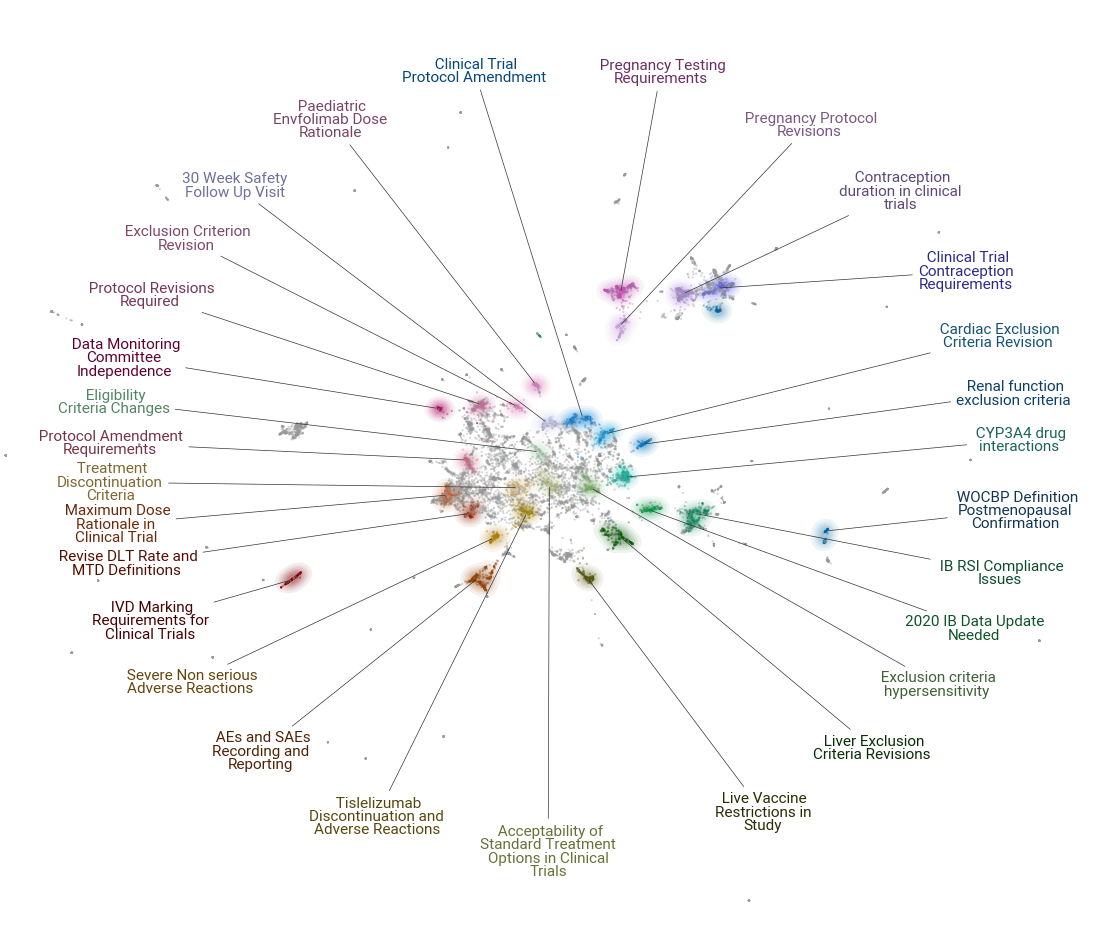 Clinical Trial
Protocol Amendment
Pregnancy Testing
Requirements
Paediatric
Envfolimab Dose
Rationale
Pregnancy Protocol
Revisions
30 Week Safety
Follow Up Visit
Contraception
duration in clinical
trials
Exclusion Criterion
Revision
Clinical Trial
Contraception
Requirements
Protocol Revisions
Required
Cardiac Exclusion
Criteria Revision
Data Monitoring
Committee
Independence
Renal function
exclusion criteria
Eligibility
Criteria Changes
CYP3A4 drug
interactions
Protocol Amendment
Requirements
Treatment
Discontinuation
Criteria
WOCBP Definition
Postmenopausal
Confirmation
Maximum Dose
Rationale in
Clinical Trial
Revise DLT Rate and
MTD Definitions
IB RSI Compliance
Issues
IVD Marking
Requirements for
Clinical Trials
2020 IB Data Update
Needed
Severe Non serious
Adverse Reactions
Exclusion criteria
hypersensitivity
AEs and SAEs
Recording and
Reporting
Liver Exclusion
Criteria Revisions
Tislelizumab
Discontinuation and
Adverse Reactions
Live Vaccine
Restrictions in
Study
Acceptability of
Standard Treatment
Options in Clinical
Trials